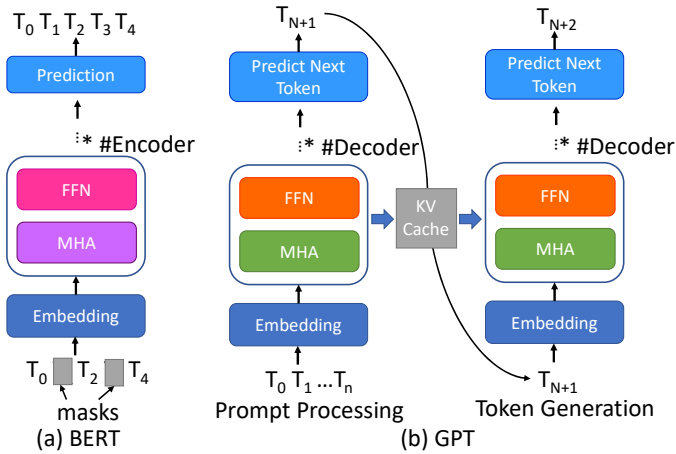 T0 T1 T2 T3 T4
Prediction
⋮* #Encoder
FFN
MHA
Embedding
T0 T2 T4
masks
(a) BERT
TN+1
Predict Next
Token
⋮* #Decoder
FFN
MHA
Embedding
T0 T1 ...Tn
Prompt Processing
KV
Cache
TN+2
Predict Next
Token
⋮* #Decoder
FFN
MHA
Embedding
TN+1
Token Generation
(b) GPT